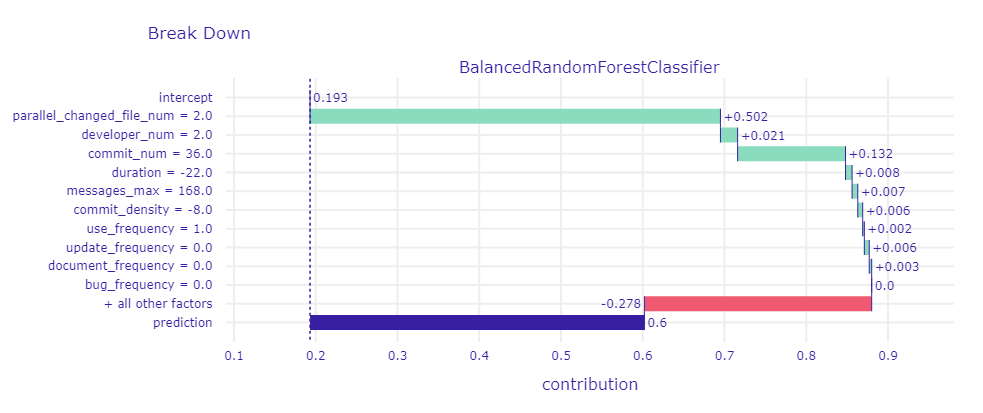 Break Down
BalancedRandomForestClassifier
intercept 0.193
parallel_changed_file_num = 2.0 +0.502
developer_num = 2.0 +0.021
commit_num = 36.0 +0.132
duration = -22.0 +0.008
messages_max = 168.0 +0.007
commit_density = -8.0 +0.006
use_frequency = 1.0 +0.002
update_frequency = 0.0 +0.006
document_frequency = 0.0 +0.003
bug_frequency = 0.0 0.0
+ all other factors -0.278
prediction 0.6
0.1 0.2 0.3 0.4 0.5 0.6 0.7 0.8 0.9
contribution